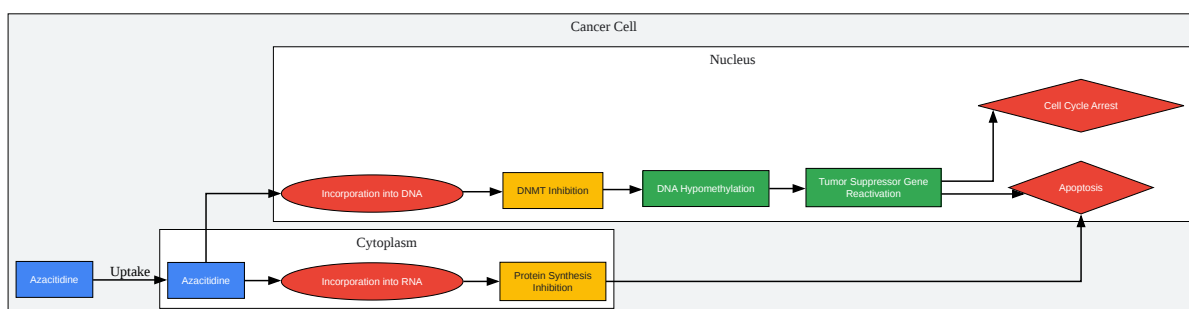 Cancer Cell
Nucleus
Cell Cycle Arrest
Incorporation into DNA
DNMT Inhibition
DNA Hypomethylation
Tumor Suppressor Gene
Reactivation
Apoptosis
Cytoplasm
Azacitidine
Uptake
Azacitidine
Incorporation into RNA
Protein Synthesis
Inhibition